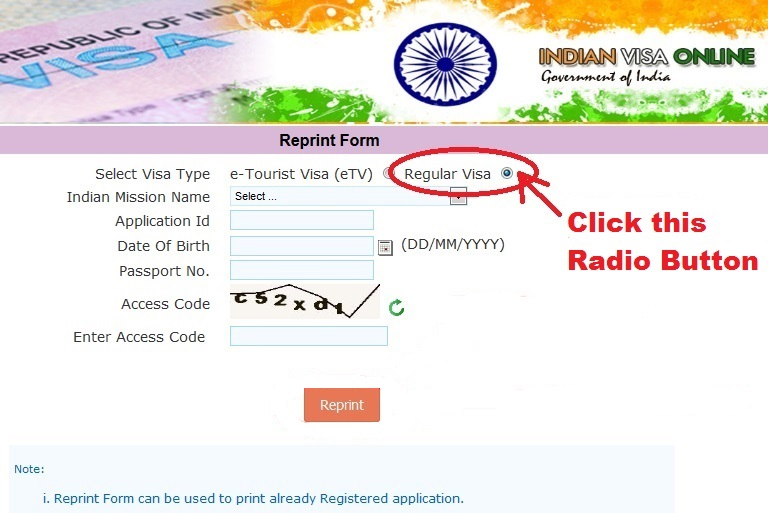 REPUBLIC OF INDIA
VISA
INDIAN VISA ONLINE
Government of India
Reprint Form
Select Visa Type e-Tourist Visa (eTV) Regular Visa
Indian Mission Name Select ...
Application Id
Date Of Birth (DD/MM/YYYY)
Passport No.
Click this
Radio Button
Access Code c52xd1
Enter Access Code
Reprint
Note:
i. Reprint Form can be used to print already Registered application.